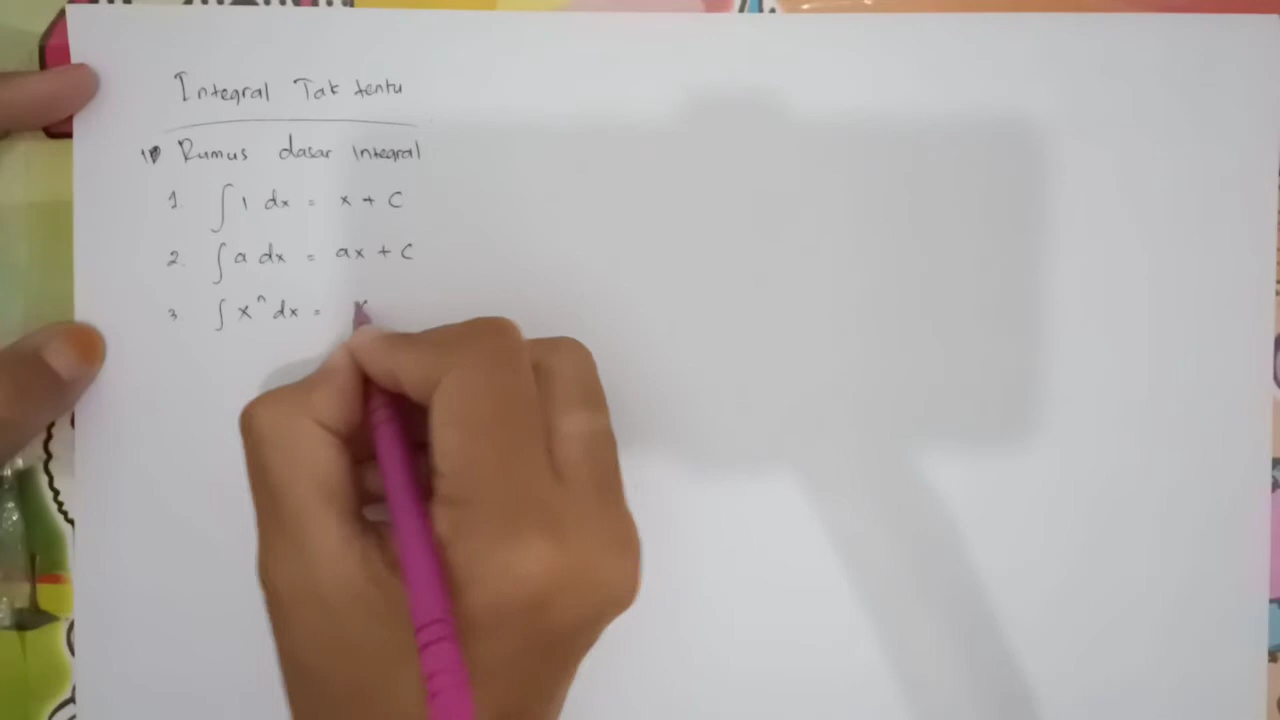 Integral Tak tentu
Rumus dasar integral
1. ∫ 1 dx = x + C
2. ∫ a dx = ax + C
3. ∫ xⁿ dx =